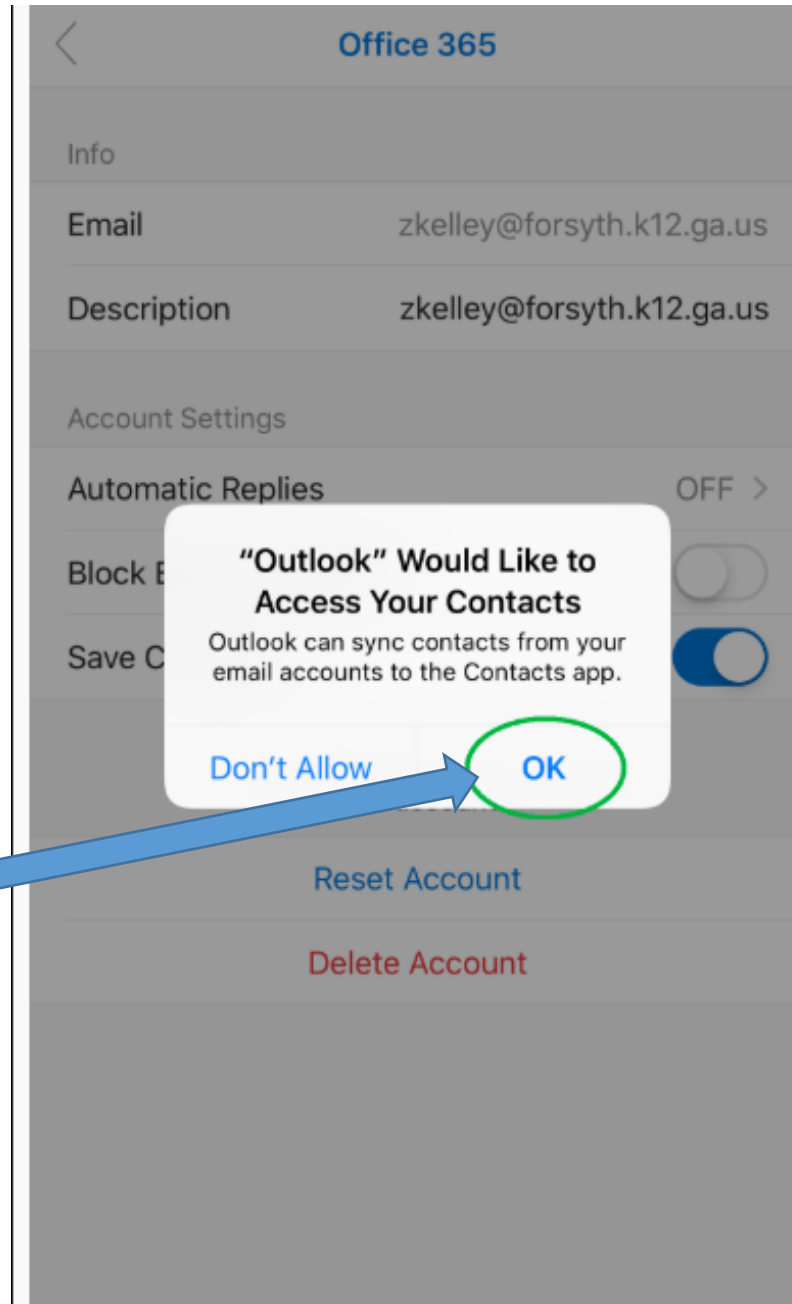 Office 365
Info
Email zkelley@forsyth.k12.ga.us
Description zkelley@forsyth.k12.ga.us
Account Settings
Automatic Replies OFF >
Block E
"Outlook" Would Like to
Access Your Contacts
Save C
Outlook can sync contacts from your
email accounts to the Contacts app.
Don't Allow OK
Reset Account
Delete Account